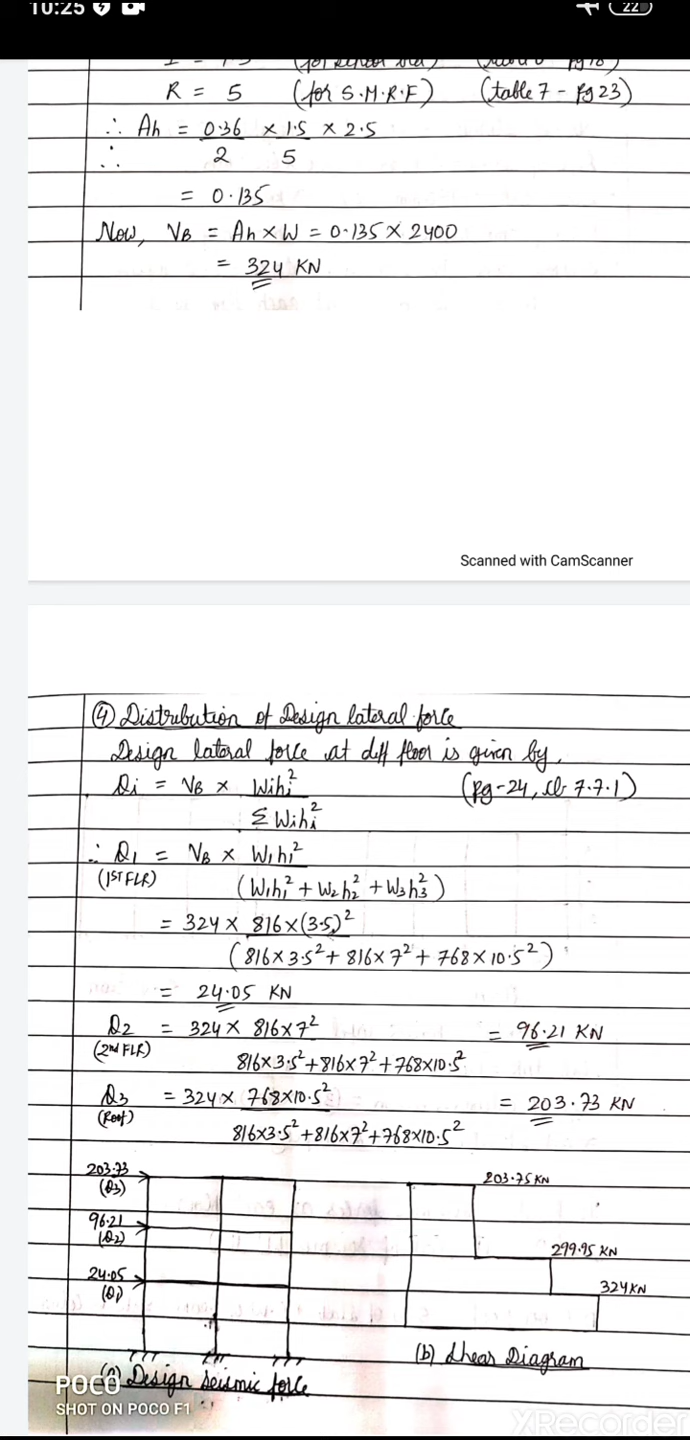 10:25 22
R = 5 (for S.M.R.F) (table 7 - Pg 23)
∴ Ah = 0.36 × 1.5 × 2.5
∴ 2 5
= 0.135
Now, VB = Ah × W = 0.135 × 2400
= 324 KN
Scanned with CamScanner
④ Distribution of Design lateral force
Design lateral force at diff floor is given by,
Qi = VB × Wihi² (Pg-24, cl 7.7.1)
Σ Wihi²
∴ Q1 = VB × W1h1²
(1ST FLR) (W1h1² + W2h2² + W3h3²)
= 324 × 816 × (3.5)²
(816 × 3.5² + 816 × 7² + 768 × 10.5²)
= 24.05 KN
Q2 = 324 × 816 × 7² = 96.21 KN
(2nd FLR) 816×3.5² + 816×7² + 768×10.5²
Q3 = 324 × 768×10.5² = 203.73 KN
(Roof) 816×3.5² + 816×7² + 768×10.5²
203.73 203.75 KN
(Q3)
96.21 299.95 KN
(Q2)
24.05 324 KN
(Q1)
(b) Shear Diagram
(a) Design seismic force
POCO
SHOT ON POCO F1
XRecorder